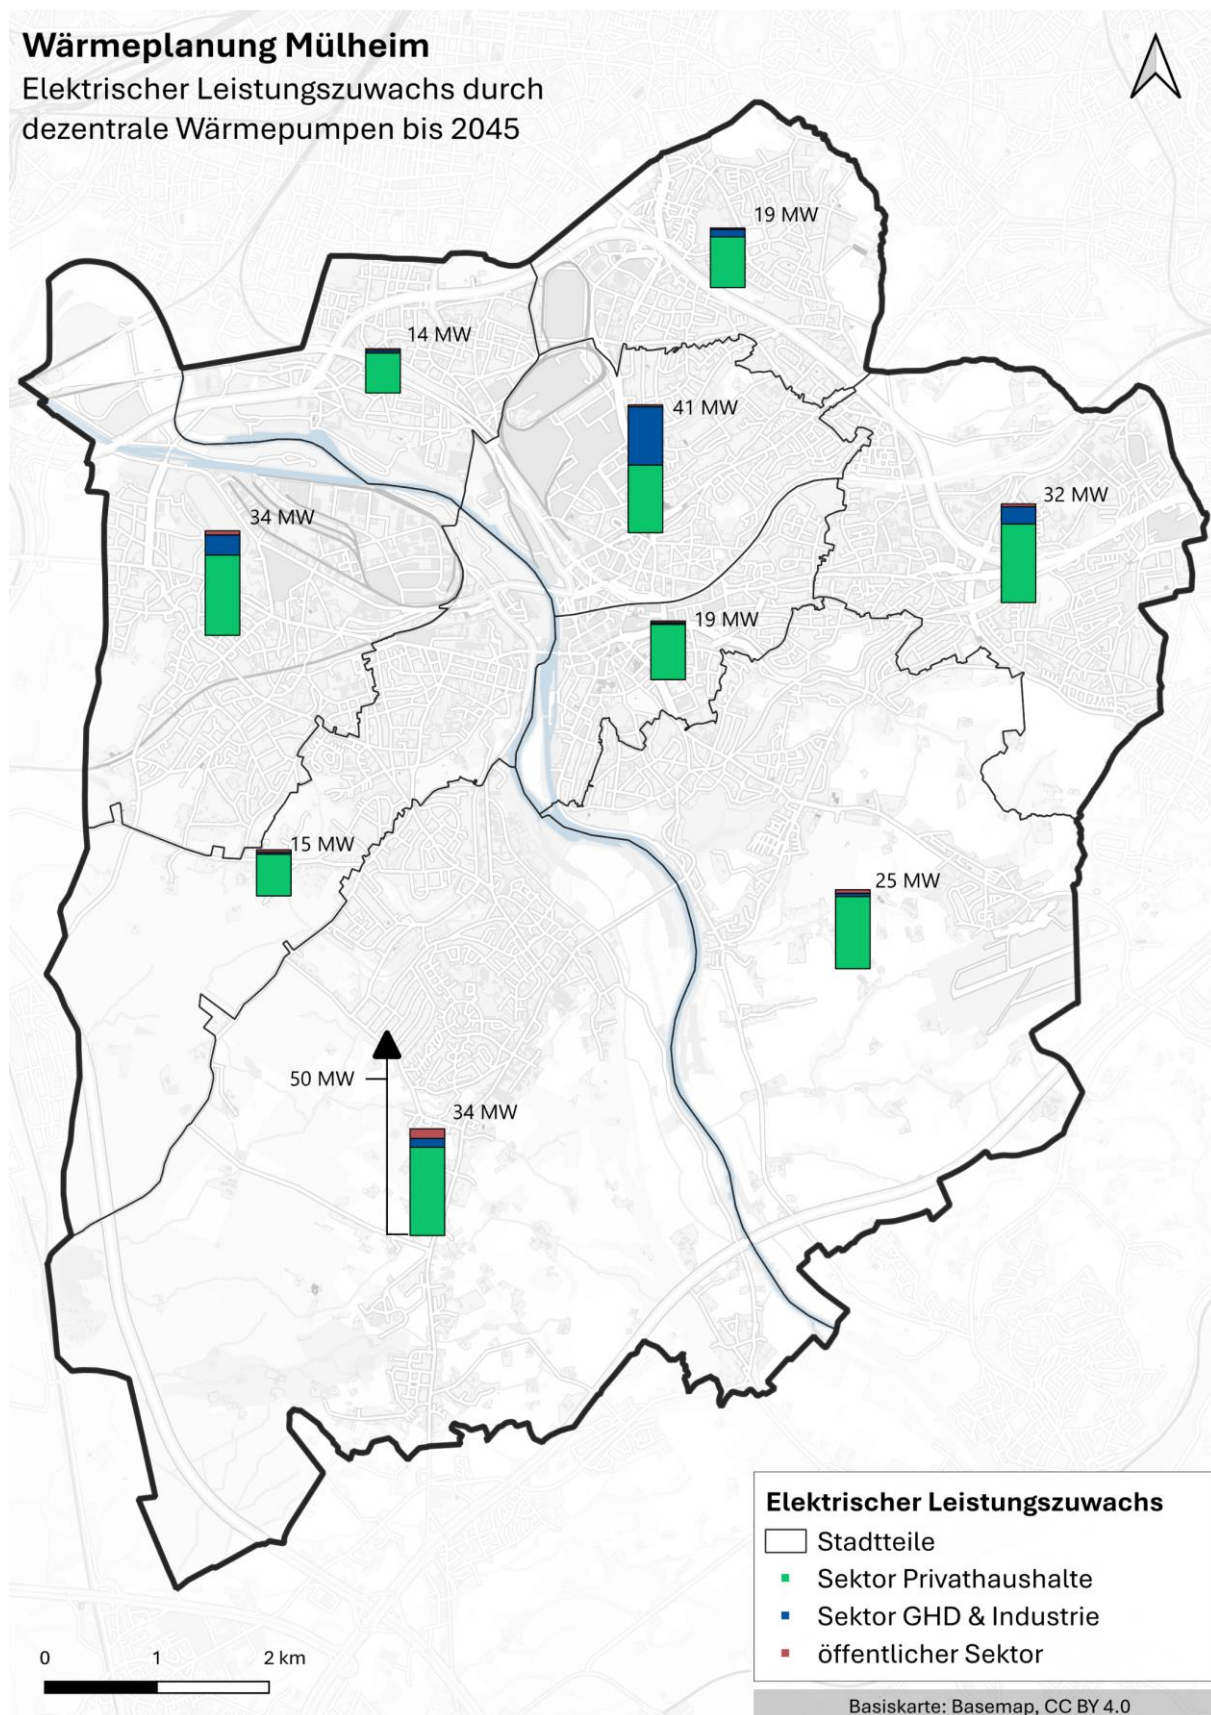 Wärmeplanung Mülheim
Elektrischer Leistungszuwachs durch
dezentrale Wärmepumpen bis 2045
19 MW
14 MW
41 MW
32 MW
34 MW
19 MW
15 MW
25 MW
50 MW
34 MW
Elektrischer Leistungszuwachs
Stadtteile
Sektor Privathaushalte
Sektor GHD & Industrie
öffentlicher Sektor
0 1 2 km
Basiskarte: Basemap, CC BY 4.0